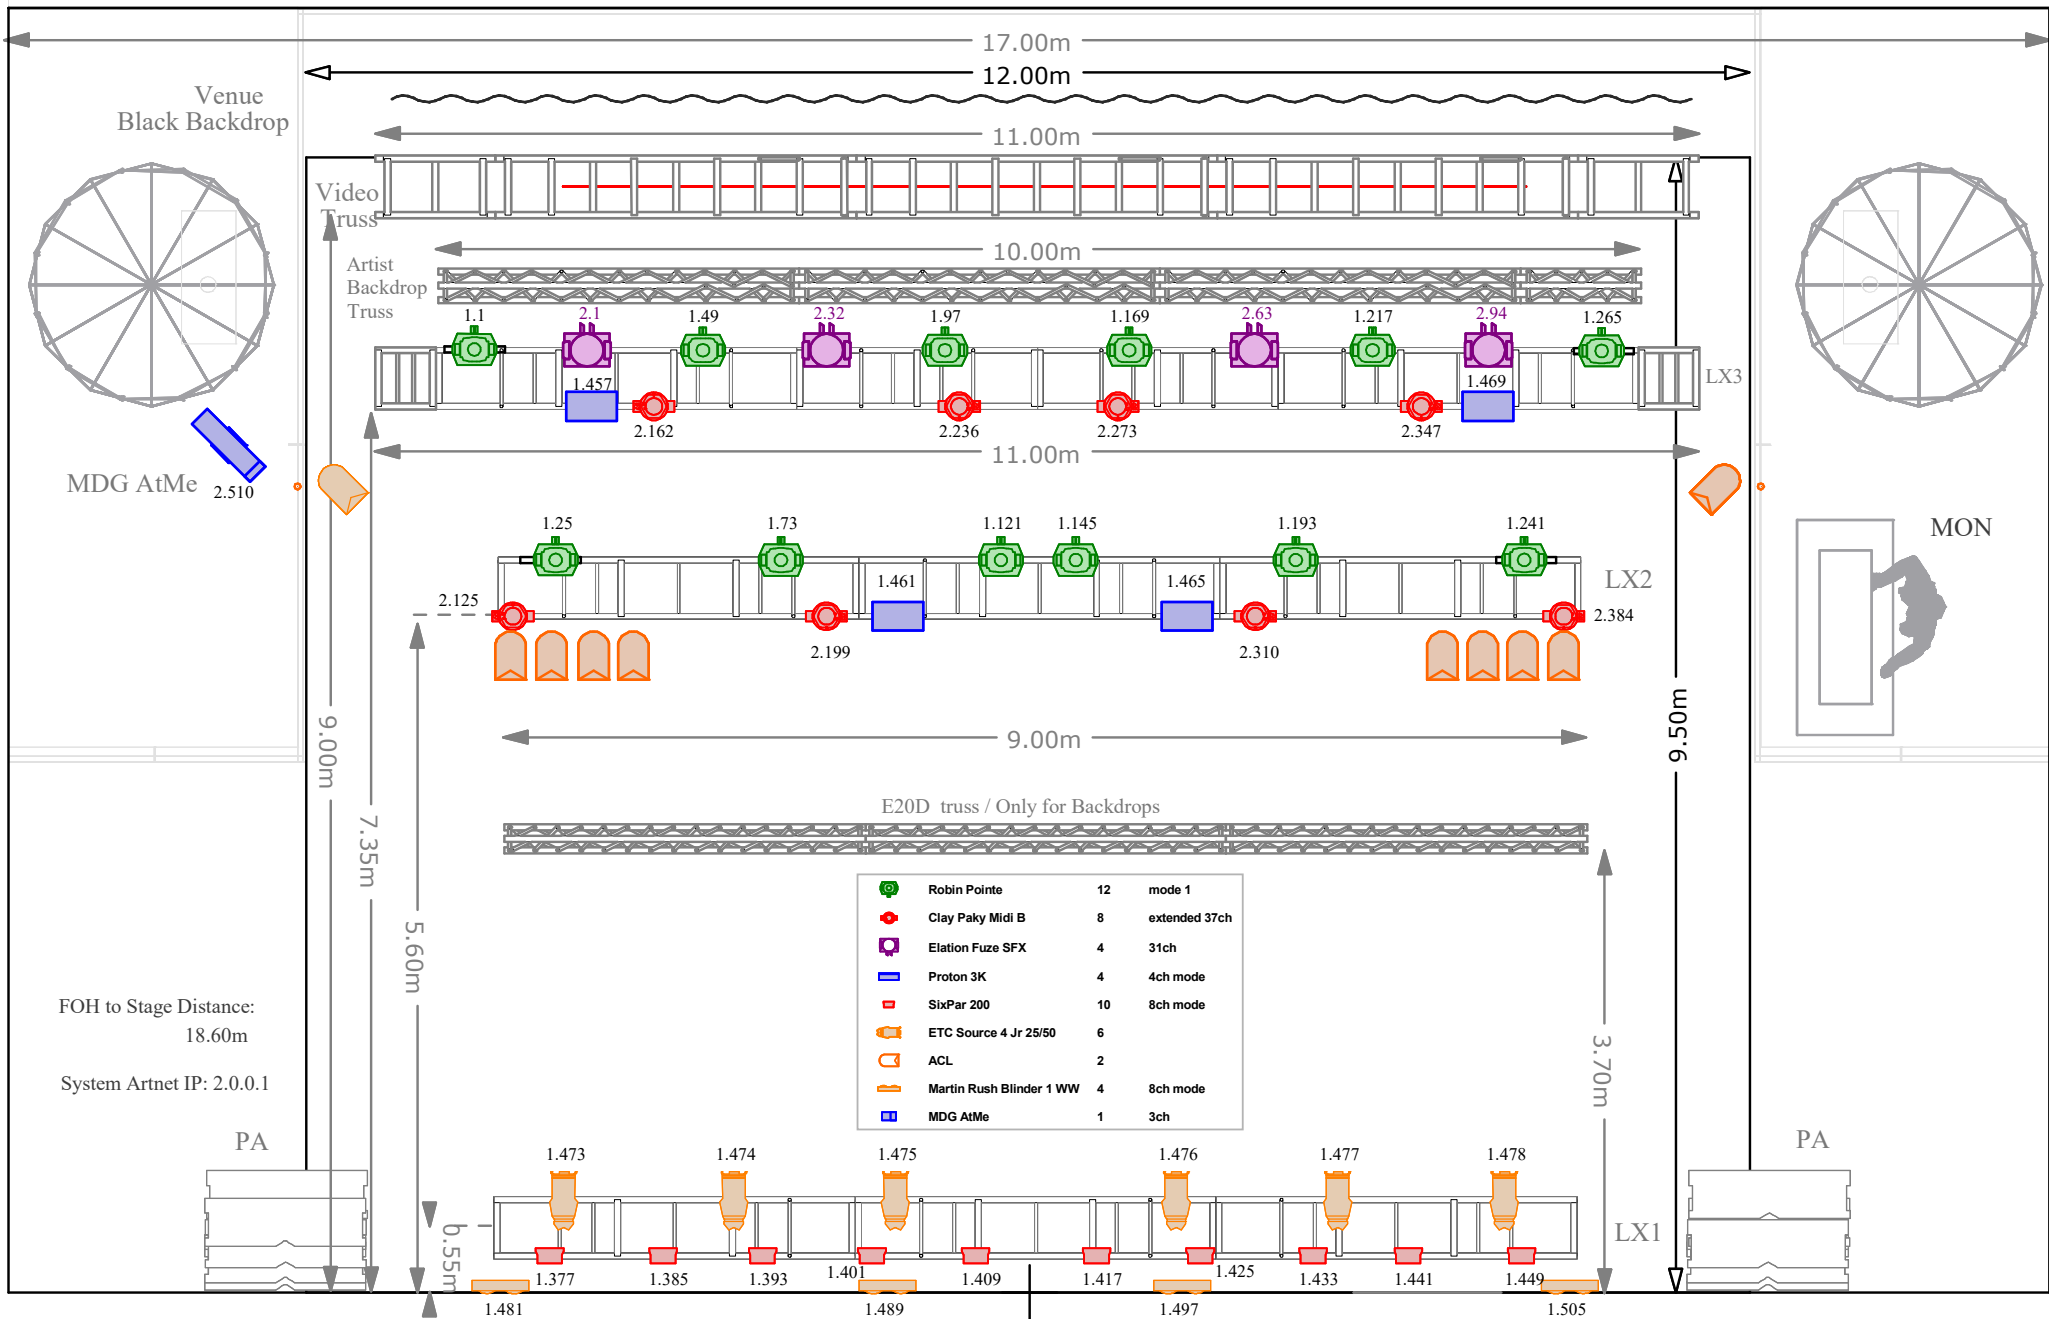 17.00m
12.00m
Venue
Black Backdrop
11.00m
Video
Truss
10.00m
Artist
Backdrop
Truss
1.1
2.1
1.49
2.32
1.97
1.169
2.63
1.217
2.94
1.265
LX3
1.457
1.469
2.162
2.236
2.273
2.347
11.00m
MDG AtMe
2.510
1.25
1.73
1.121
1.145
1.193
1.241
MON
LX2
1.461
1.465
2.125
2.384
2.199
2.310
9.00m
9.50m
9.00m
7.35m
5.60m
E20D truss / Only for Backdrops
3.70m
Robin Pointe 12 mode 1
Clay Paky Midi B 8 extended 37ch
Elation Fuze SFX 4 31ch
Proton 3K 4 4ch mode
SixPar 200 10 8ch mode
ETC Source 4 Jr 25/50 6
ACL 2
Martin Rush Blinder 1 WW 4 8ch mode
MDG AtMe 1 3ch
FOH to Stage Distance:
18.60m
System Artnet IP: 2.0.0.1
PA
PA
1.473
1.474
1.475
1.476
1.477
1.478
LX1
0.55m
1.377
1.385
1.393
1.401
1.409
1.417
1.425
1.433
1.441
1.449
1.481
1.489
1.497
1.505